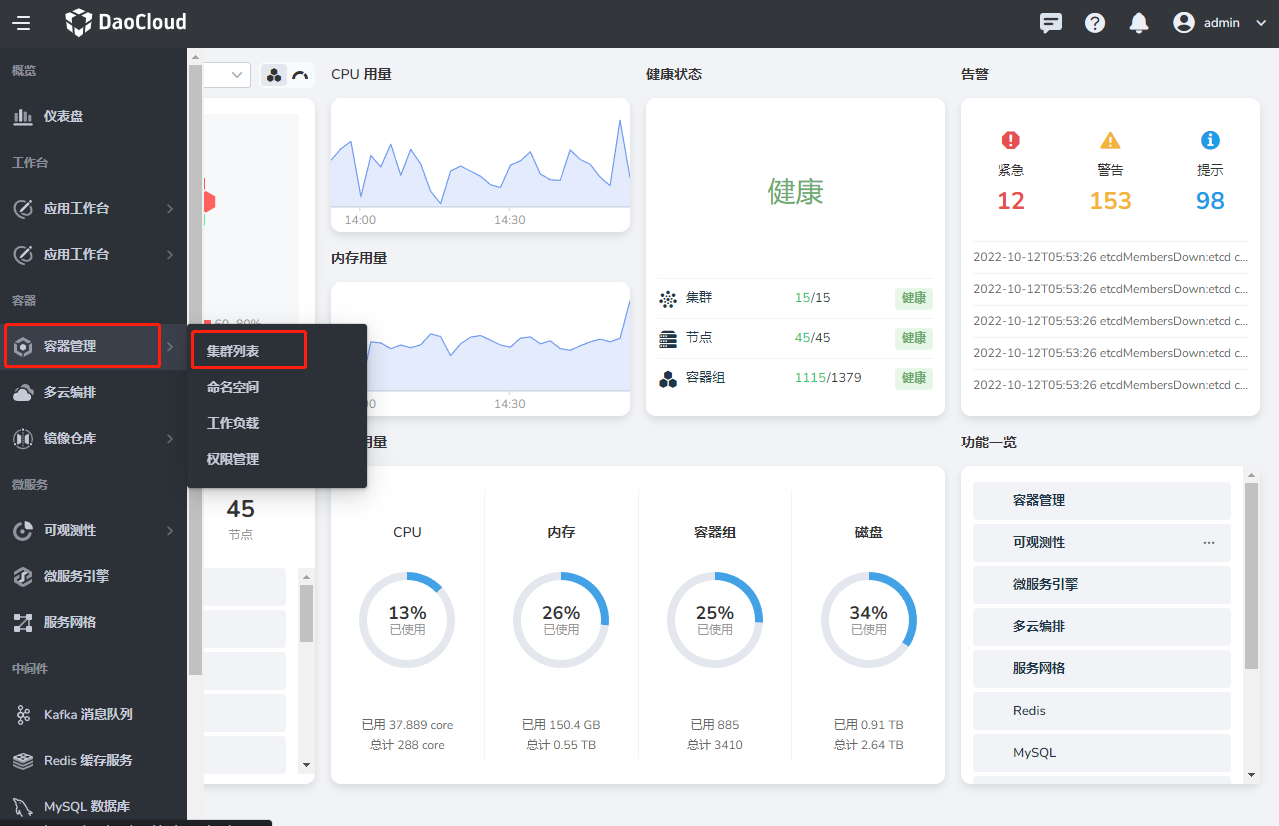 DaoCloud
admin
概览
仪表盘
工作台
应用工作台
应用工作台
容器
容器管理
多云编排
镜像仓库
微服务
可观测性
微服务引擎
服务网格
中间件
Kafka 消息队列
Redis 缓存服务
MySQL 数据库
集群列表
命名空间
工作负载
权限管理
60
80%
45
节点
CPU 用量
14:00
14:30
内存用量
14:30
健康状态
健康
集群 15/15 健康
节点 45/45 健康
容器组 1115/1379 健康
告警
紧急 警告 提示
12 153 98
2022-10-12T05:53:26 etcdMembersDown:etcd c...
2022-10-12T05:53:26 etcdMembersDown:etcd c...
2022-10-12T05:53:26 etcdMembersDown:etcd c...
2022-10-12T05:53:26 etcdMembersDown:etcd c...
2022-10-12T05:53:26 etcdMembersDown:etcd c...
用量
CPU 内存 容器组 磁盘
13% 26% 25% 34%
已使用 已使用 已使用 已使用
已用 37.889 core 已用 150.4 GB 已用 885 已用 0.91 TB
总计 288 core 总计 0.55 TB 总计 3410 总计 2.64 TB
功能一览
容器管理
可观测性 ...
微服务引擎
多云编排
服务网格
Redis
MySQL